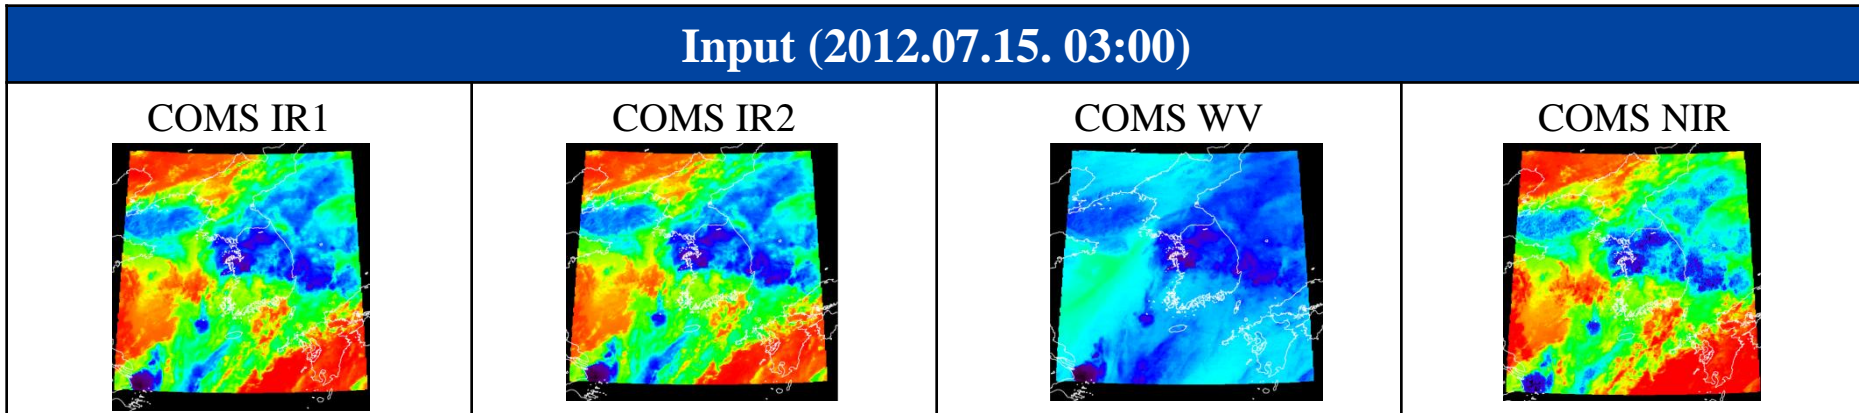 Input (2012.07.15. 03:00)
COMS IR1
COMS IR2
COMS WV
COMS NIR